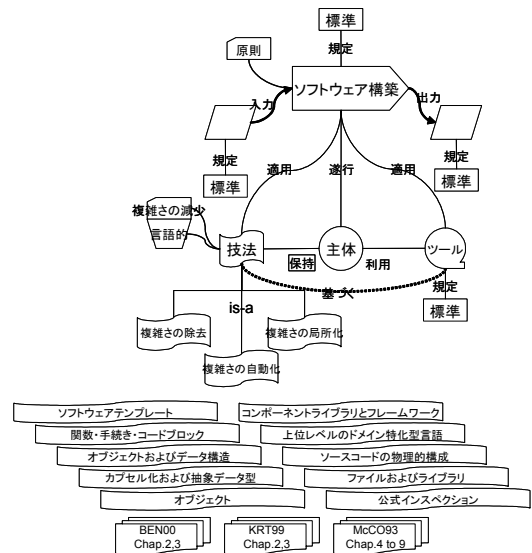 標準
原則
規定
ソフトウェア構築
入力
出力
規定
標準
規定
標準
適用
遂行
適用
複雑さの減少
言語的
技法
主体
ツール
保持
利用
基づく
規定
標準
is-a
複雑さの除去
複雑さの局所化
複雑さの自動化
ソフトウェアテンプレート
コンポーネントライブラリとフレームワーク
関数・手続き・コードブロック
上位レベルのドメイン特化型言語
オブジェクトおよびデータ構造
ソースコードの物理的構成
カプセル化および抽象データ型
ファイルおよびライブラリ
オブジェクト
公式インスペクション
BEN00
Chap.2,3
KRT99
Chap.2,3
McCO93
Chap.4 to 9